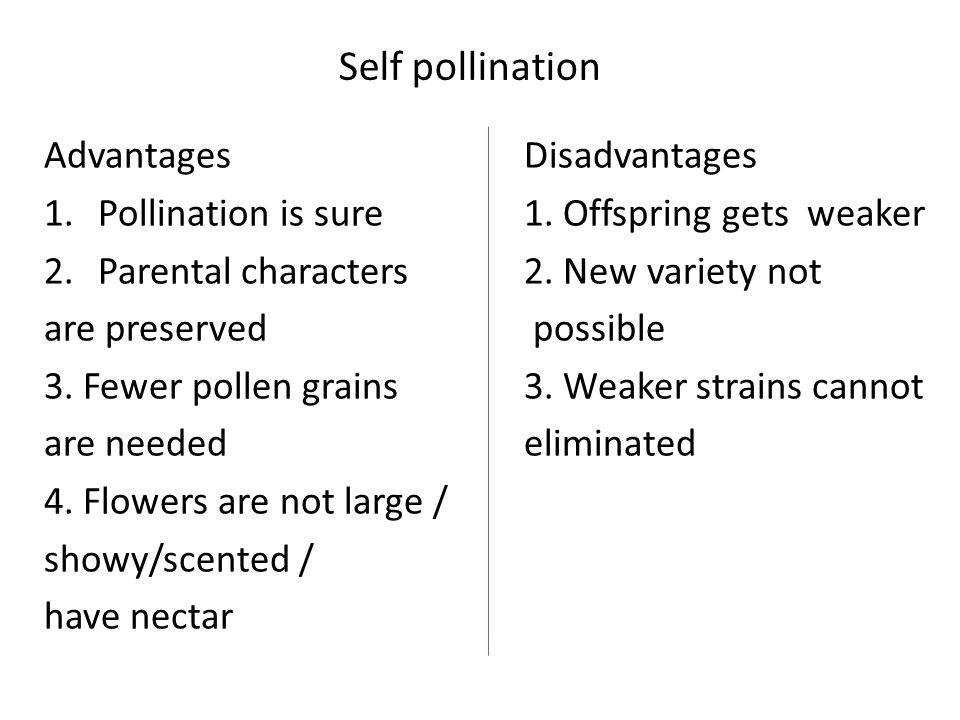 Self pollination
Advantages
1. Pollination is sure
2. Parental characters
are preserved
3. Fewer pollen grains
are needed
4. Flowers are not large /
showy/scented /
have nectar
Disadvantages
1. Offspring gets  weaker
2. New variety not
possible
3. Weaker strains cannot
eliminated